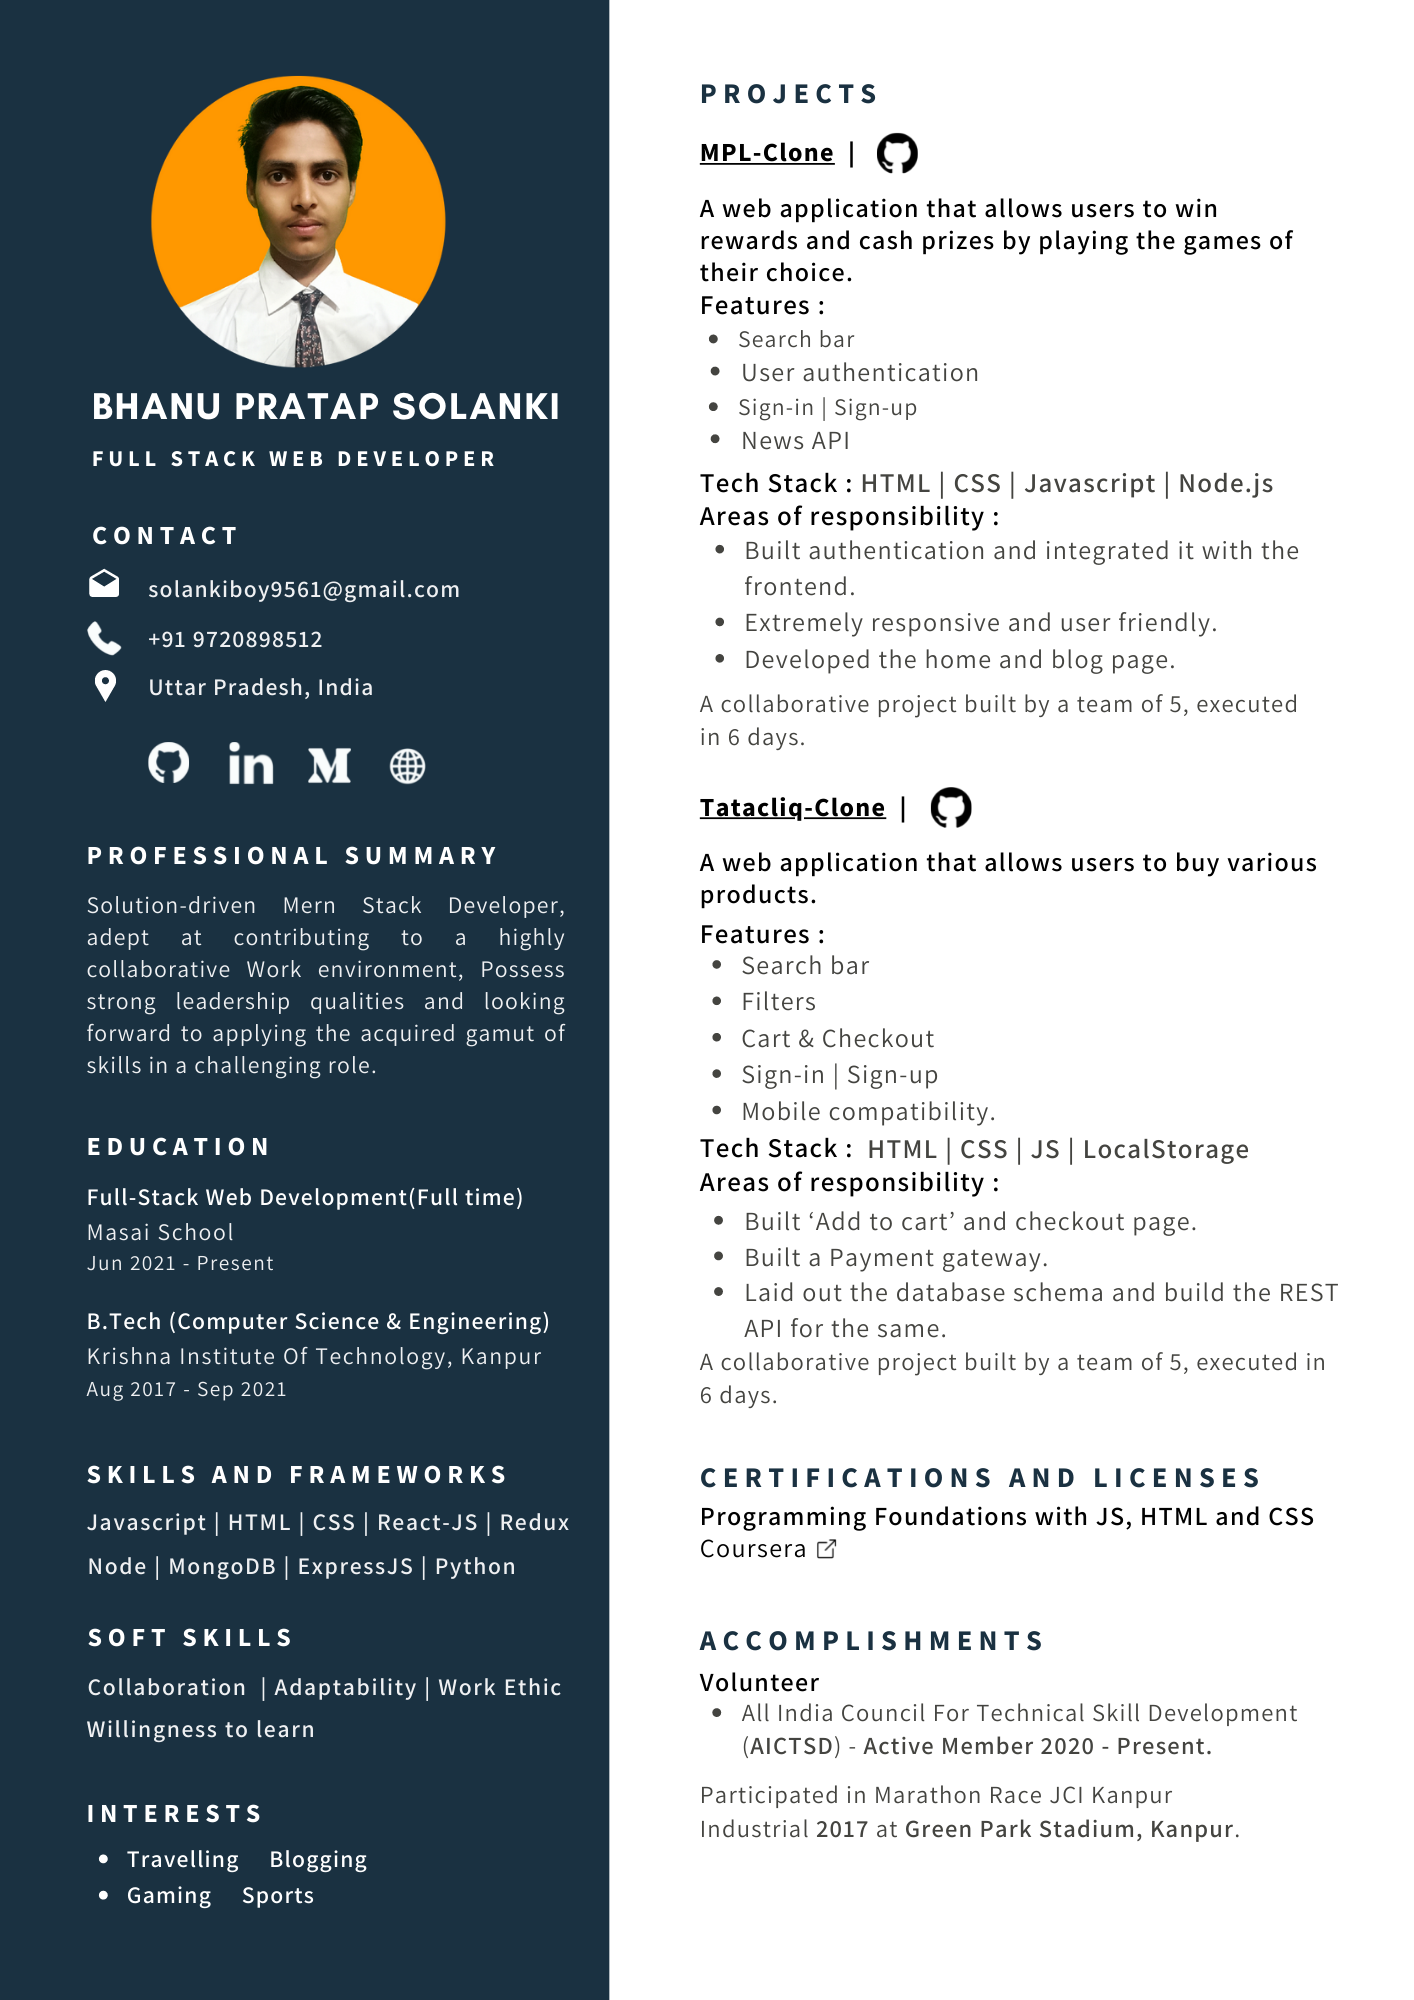 BHANU PRATAP SOLANKI
FULL STACK WEB DEVELOPER
CONTACT
solankiboy9561@gmail.com
+91 9720898512
Uttar Pradesh, India
in M
PROFESSIONAL SUMMARY
Solution-driven Mern Stack Developer,
adept at contributing to a highly
collaborative Work environment, Possess
strong leadership qualities and looking
forward to applying the acquired gamut of
skills in a challenging role.
EDUCATION
Full-Stack Web Development(Full time)
Masai School
Jun 2021 - Present
B.Tech (Computer Science & Engineering)
Krishna Institute Of Technology, Kanpur
Aug 2017 - Sep 2021
SKILLS AND FRAMEWORKS
Javascript | HTML | CSS | React-JS | Redux
Node | MongoDB | ExpressJS | Python
SOFT SKILLS
Collaboration | Adaptability | Work Ethic
Willingness to learn
INTERESTS
• Travelling Blogging
• Gaming Sports
PROJECTS
MPL-Clone |
A web application that allows users to win
rewards and cash prizes by playing the games of
their choice.
Features :
• Search bar
• User authentication
• Sign-in | Sign-up
• News API
Tech Stack : HTML | CSS | Javascript | Node.js
Areas of responsibility :
• Built authentication and integrated it with the
frontend.
• Extremely responsive and user friendly.
• Developed the home and blog page.
A collaborative project built by a team of 5, executed
in 6 days.
Tatacliq-Clone |
A web application that allows users to buy various
products.
Features :
• Search bar
• Filters
• Cart & Checkout
• Sign-in | Sign-up
• Mobile compatibility.
Tech Stack : HTML | CSS | JS | LocalStorage
Areas of responsibility :
• Built ‘Add to cart’ and checkout page.
• Built a Payment gateway.
• Laid out the database schema and build the REST
API for the same.
A collaborative project built by a team of 5, executed in
6 days.
CERTIFICATIONS AND LICENSES
Programming Foundations with JS, HTML and CSS
Coursera
ACCOMPLISHMENTS
Volunteer
• All India Council For Technical Skill Development
(AICTSD) - Active Member 2020 - Present.
Participated in Marathon Race JCI Kanpur
Industrial 2017 at Green Park Stadium, Kanpur.